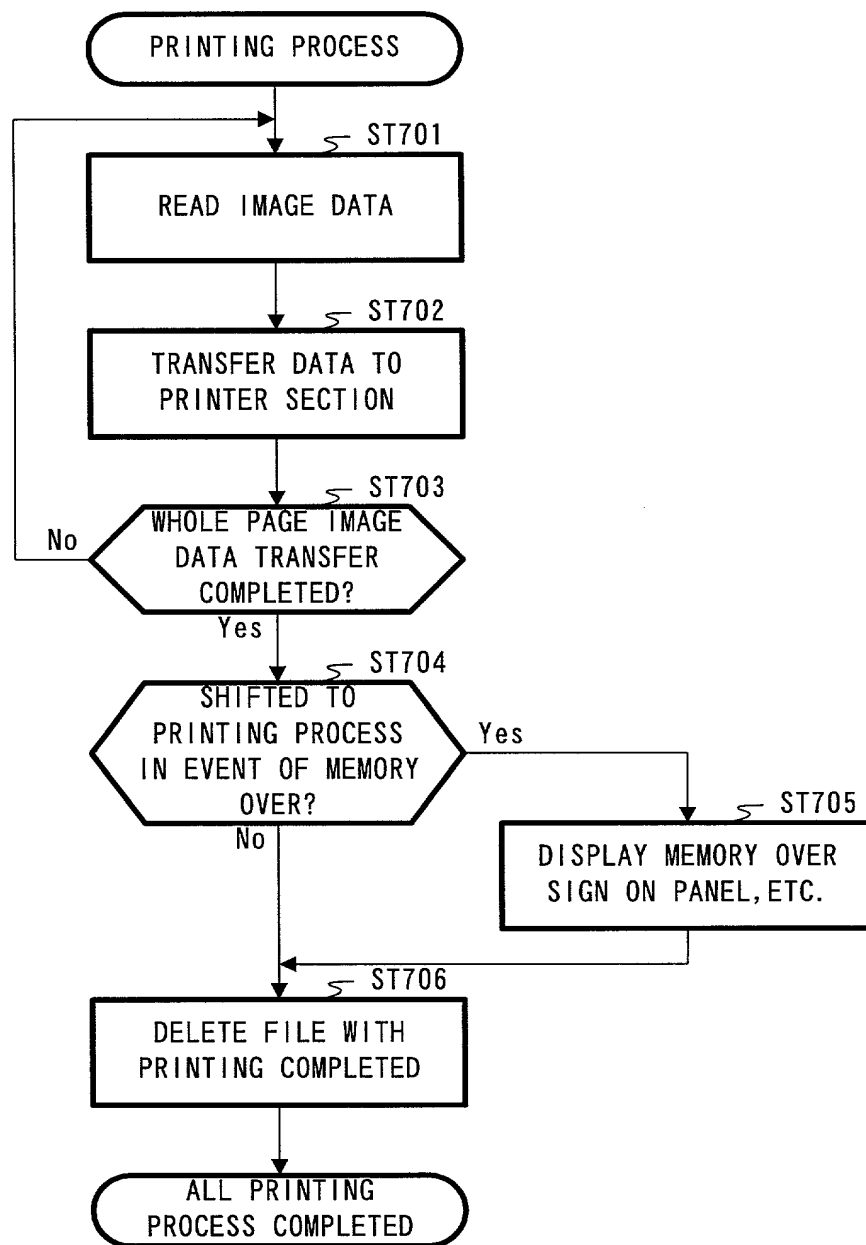 PRINTING PROCESS
ST701
READ IMAGE DATA
ST702
TRANSFER DATA TO
PRINTER SECTION
ST703
WHOLE PAGE IMAGE
DATA TRANSFER
COMPLETED?
No
Yes
ST704
SHIFTED TO
PRINTING PROCESS
IN EVENT OF MEMORY
OVER?
Yes
No
ST705
DISPLAY MEMORY OVER
SIGN ON PANEL, ETC.
ST706
DELETE FILE WITH
PRINTING COMPLETED
ALL PRINTING
PROCESS COMPLETED